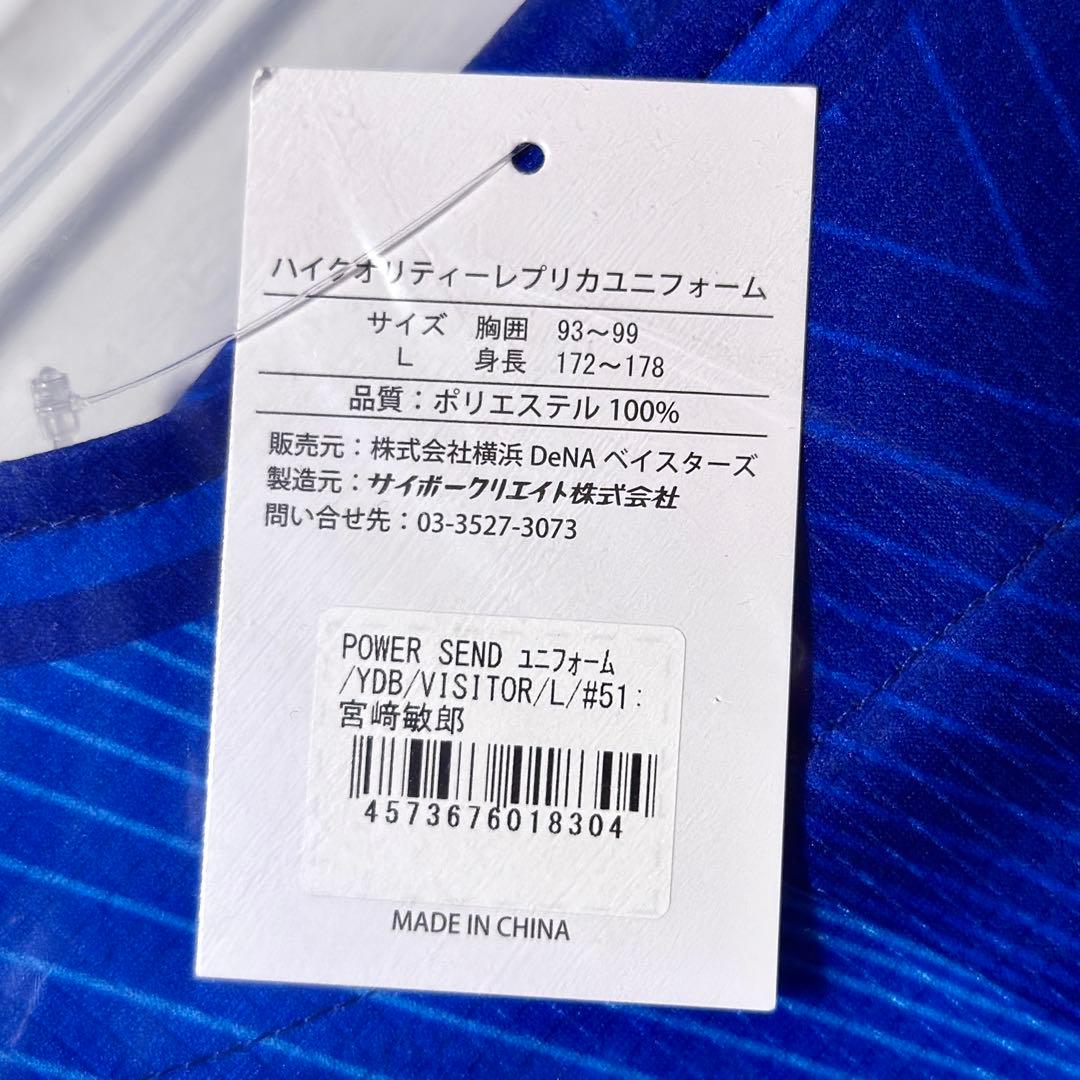 ハイクオリティーレプリカユニフォーム
サイズ 胸囲 93～99
L 身長 172～178
品質：ポリエステル 100%
販売元：株式会社横浜 DeNA ベイスターズ
製造元：サイボークリエイト株式会社
問い合せ先：03-3527-3073
POWER SEND ﾕﾆﾌｫｰﾑ
/YDB/VISITOR/L/#51:
宮﨑敏郎
4573676018304
MADE IN CHINA